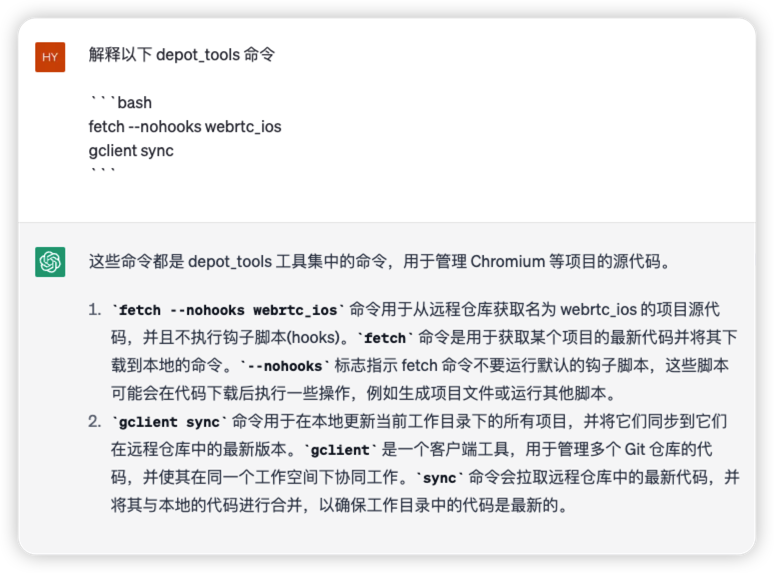 HY
解释以下 depot_tools 命令
```bash
fetch --nohooks webrtc_ios
gclient sync
```
这些命令都是 depot_tools 工具集中的命令，用于管理 Chromium 等项目的源代码。
1. `fetch --nohooks webrtc_ios` 命令用于从远程仓库获取名为 webrtc_ios 的项目源代
码，并且不执行钩子脚本(hooks)。`fetch` 命令是用于获取某个项目的最新代码并将其下
载到本地的命令。`--nohooks` 标志指示 fetch 命令不要运行默认的钩子脚本，这些脚本
可能会在代码下载后执行一些操作，例如生成项目文件或运行其他脚本。
2. `gclient sync` 命令用于在本地更新当前工作目录下的所有项目，并将它们同步到它们
在远程仓库中的最新版本。`gclient` 是一个客户端工具，用于管理多个 Git 仓库的代
码，并使其在同一个工作空间下协同工作。`sync` 命令会拉取远程仓库中的最新代码，并
将其与本地的代码进行合并，以确保工作目录中的代码是最新的。